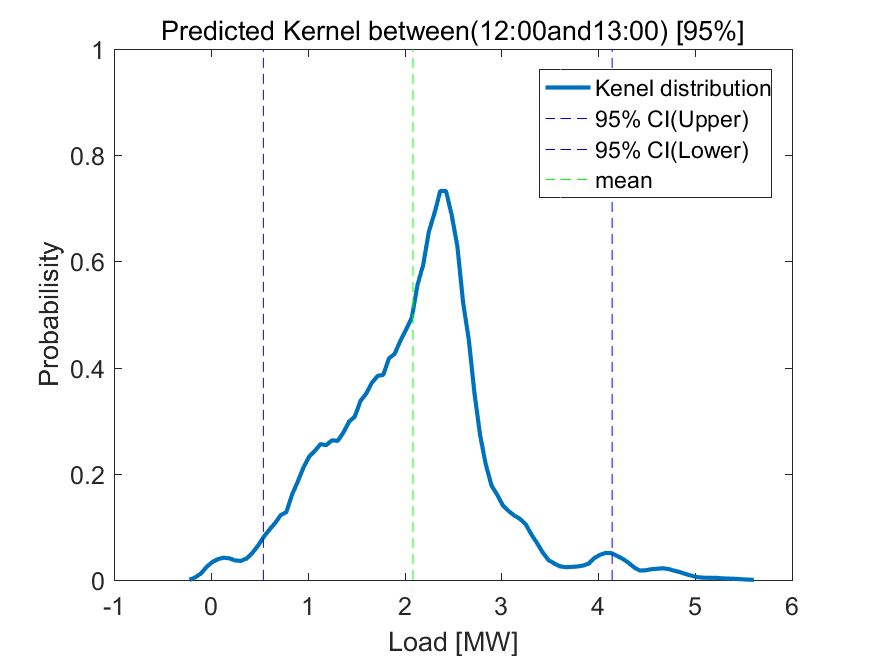 Predicted Kernel between(12:00and13:00) [95%]
Kenel distribution
95% CI(Upper)
95% CI(Lower)
mean
Probabilisity
1
0.8
0.6
0.4
0.2
0
-1 0 1 2 3 4 5 6
Load [MW]